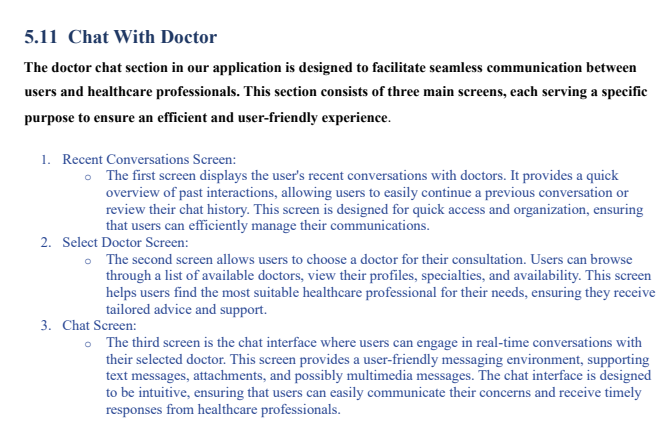 5.11 Chat With Doctor
The doctor chat section in our application is designed to facilitate seamless communication between
users and healthcare professionals. This section consists of three main screens, each serving a specific
purpose to ensure an efficient and user-friendly experience.
1. Recent Conversations Screen:
o The first screen displays the user's recent conversations with doctors. It provides a quick
overview of past interactions, allowing users to easily continue a previous conversation or
review their chat history. This screen is designed for quick access and organization, ensuring
that users can efficiently manage their communications.
2. Select Doctor Screen:
o The second screen allows users to choose a doctor for their consultation. Users can browse
through a list of available doctors, view their profiles, specialties, and availability. This screen
helps users find the most suitable healthcare professional for their needs, ensuring they receive
tailored advice and support.
3. Chat Screen:
o The third screen is the chat interface where users can engage in real-time conversations with
their selected doctor. This screen provides a user-friendly messaging environment, supporting
text messages, attachments, and possibly multimedia messages. The chat interface is designed
to be intuitive, ensuring that users can easily communicate their concerns and receive timely
responses from healthcare professionals.